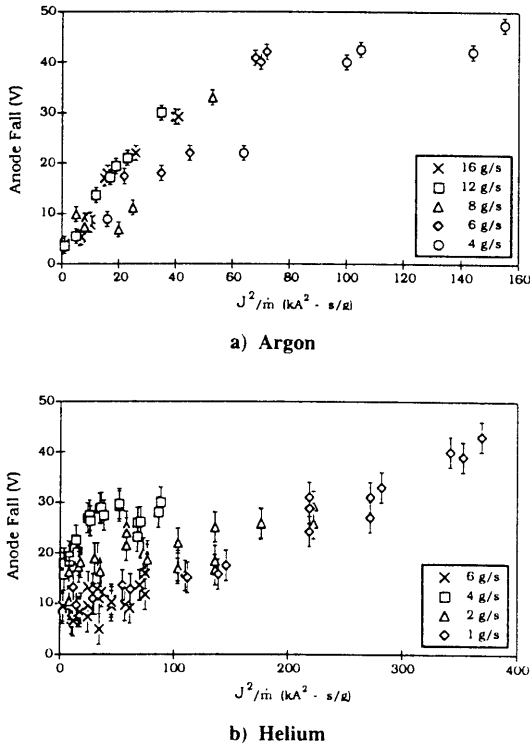 50
40
30
20
10
0
Anode Fall (V)
0
20
40
60
80
100
120
140
160
J²/ṁ (kA² - s/g)
16 g/s
12 g/s
8 g/s
6 g/s
4 g/s
a) Argon
50
40
30
20
10
0
Anode Fall (V)
0
100
200
300
400
J²/ṁ (kA² - s/g)
6 g/s
4 g/s
2 g/s
1 g/s
b) Helium